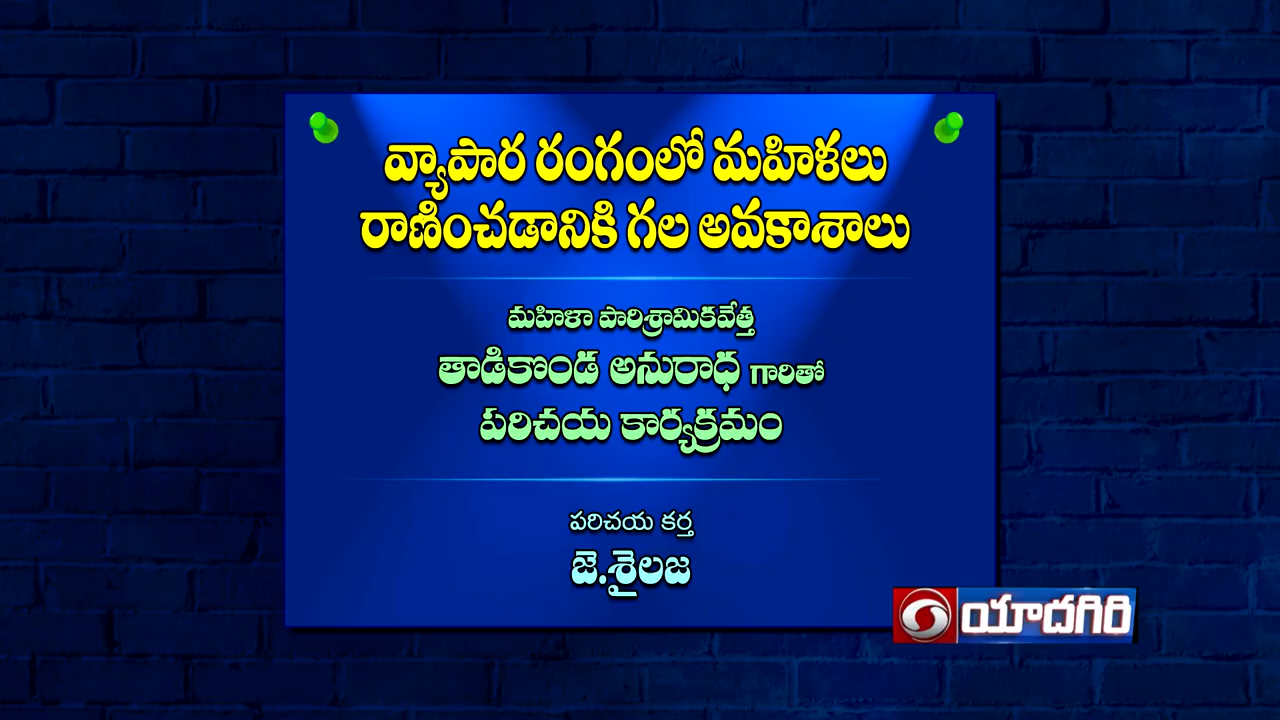 వ్యాపార రంగంలో మహిళలు
రాణించడానికి గల అవకాశాలు
మహిళా పారిశ్రామికవేత్త
తాడికొండ అనురాధ గారితో
పరిచయ కార్యక్రమం
పరిచయ కర్త
జె.శైలజ
యాదగిరి